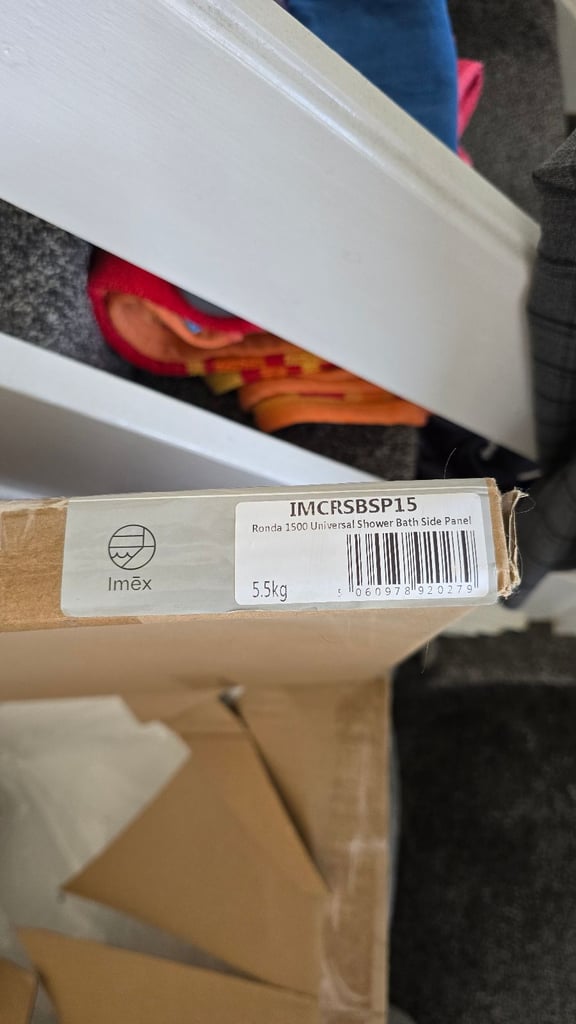 IMCRSBSP15
Ronda 1500 Universal Shower Bath Side Panel
Imēx
5.5kg
5 060978 920279